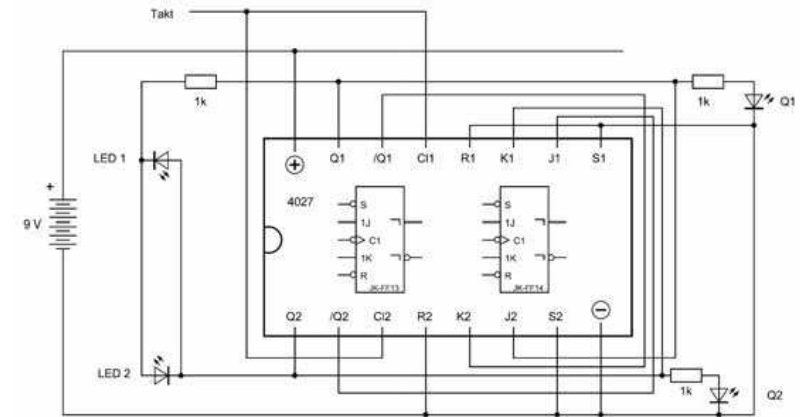 Takt
1k
1k
Q1
LED 1
Q1 /Q1 Cl1 R1 K1 J1 S1
+
4027
S
1J
C1
1K
R
JK-FF13
S
1J
C1
1K
R
JK-FF14
+
9 V
Q2 /Q2 Cl2 R2 K2 J2 S2
LED 2
1k
Q2